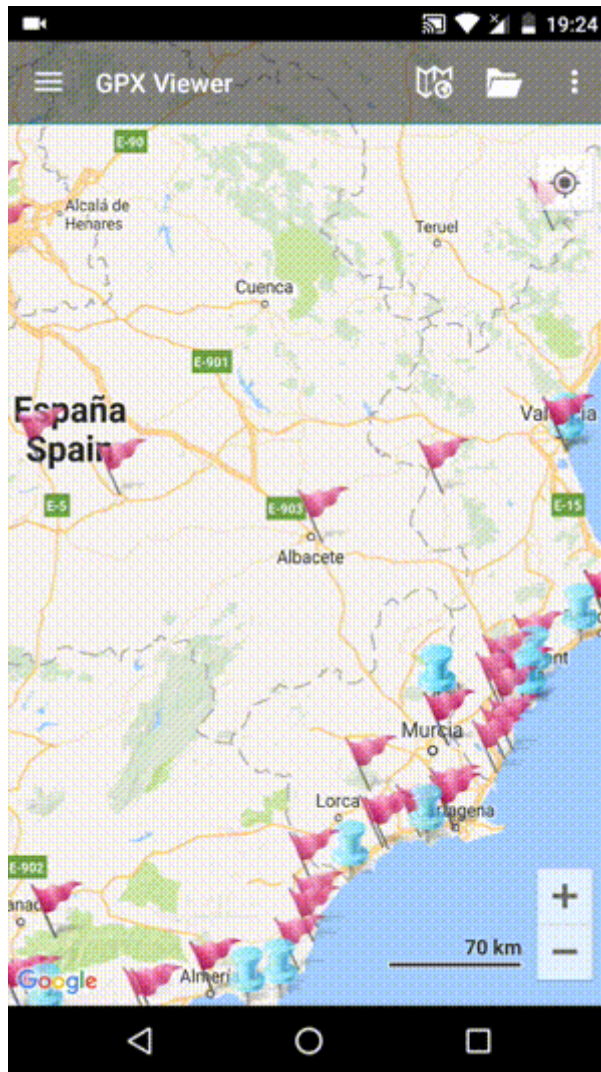 19:24
GPX Viewer
E-90
Alcalá de
Henares
Teruel
Cuenca
E-901
España
Spain
E-5
E-903
E-15
Albacete
Murcia
Lorca
E-902
70 km
Google